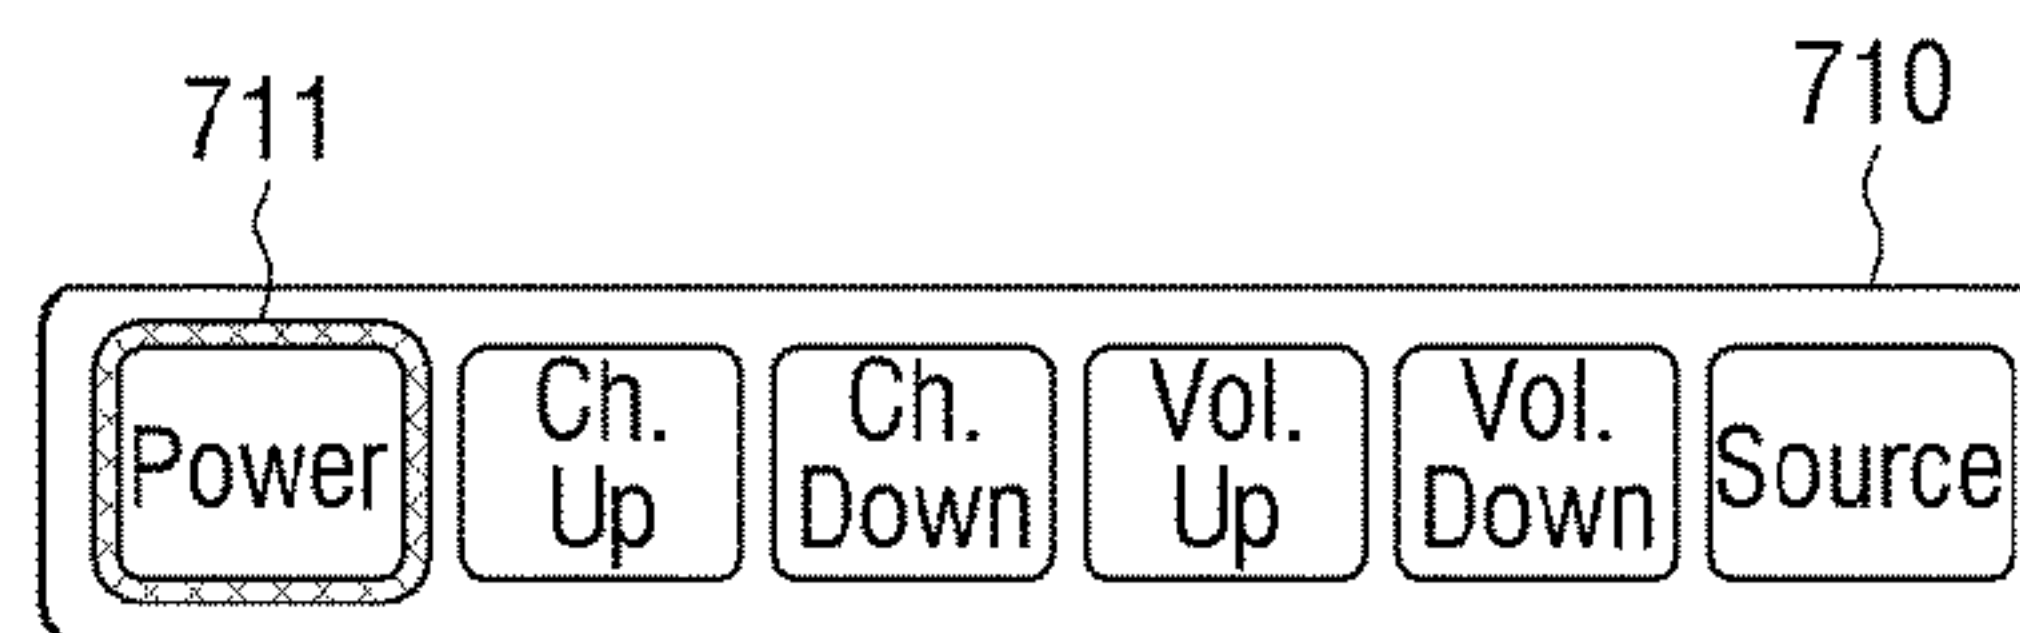 711
710
Power
Ch.
Up
Ch.
Down
Vol.
Up
Vol.
Down
Source